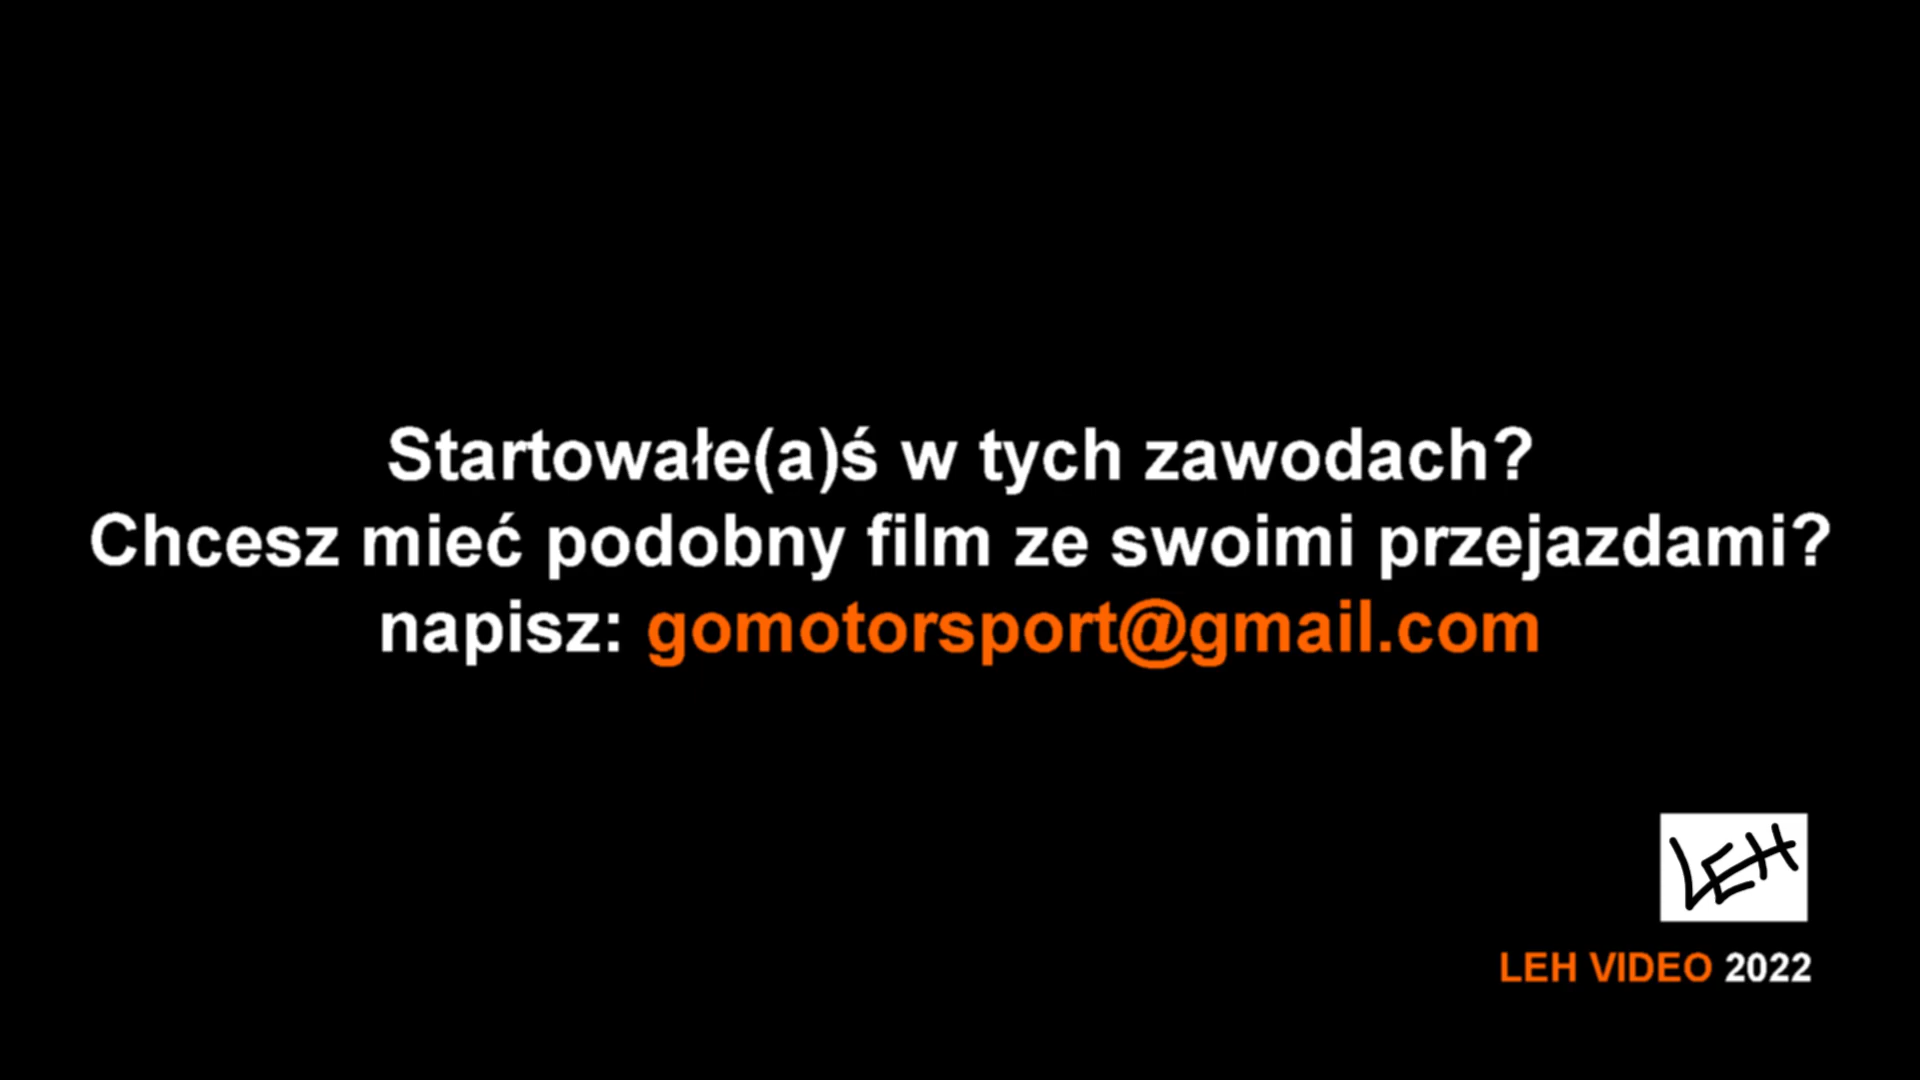 Startowałe(a)ś w tych zawodach?
Chcesz mieć podobny film ze swoimi przejazdami?
napisz: gomotorsport@gmail.com
LEH
LEH VIDEO 2022